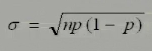 σ = √np(1 − p)